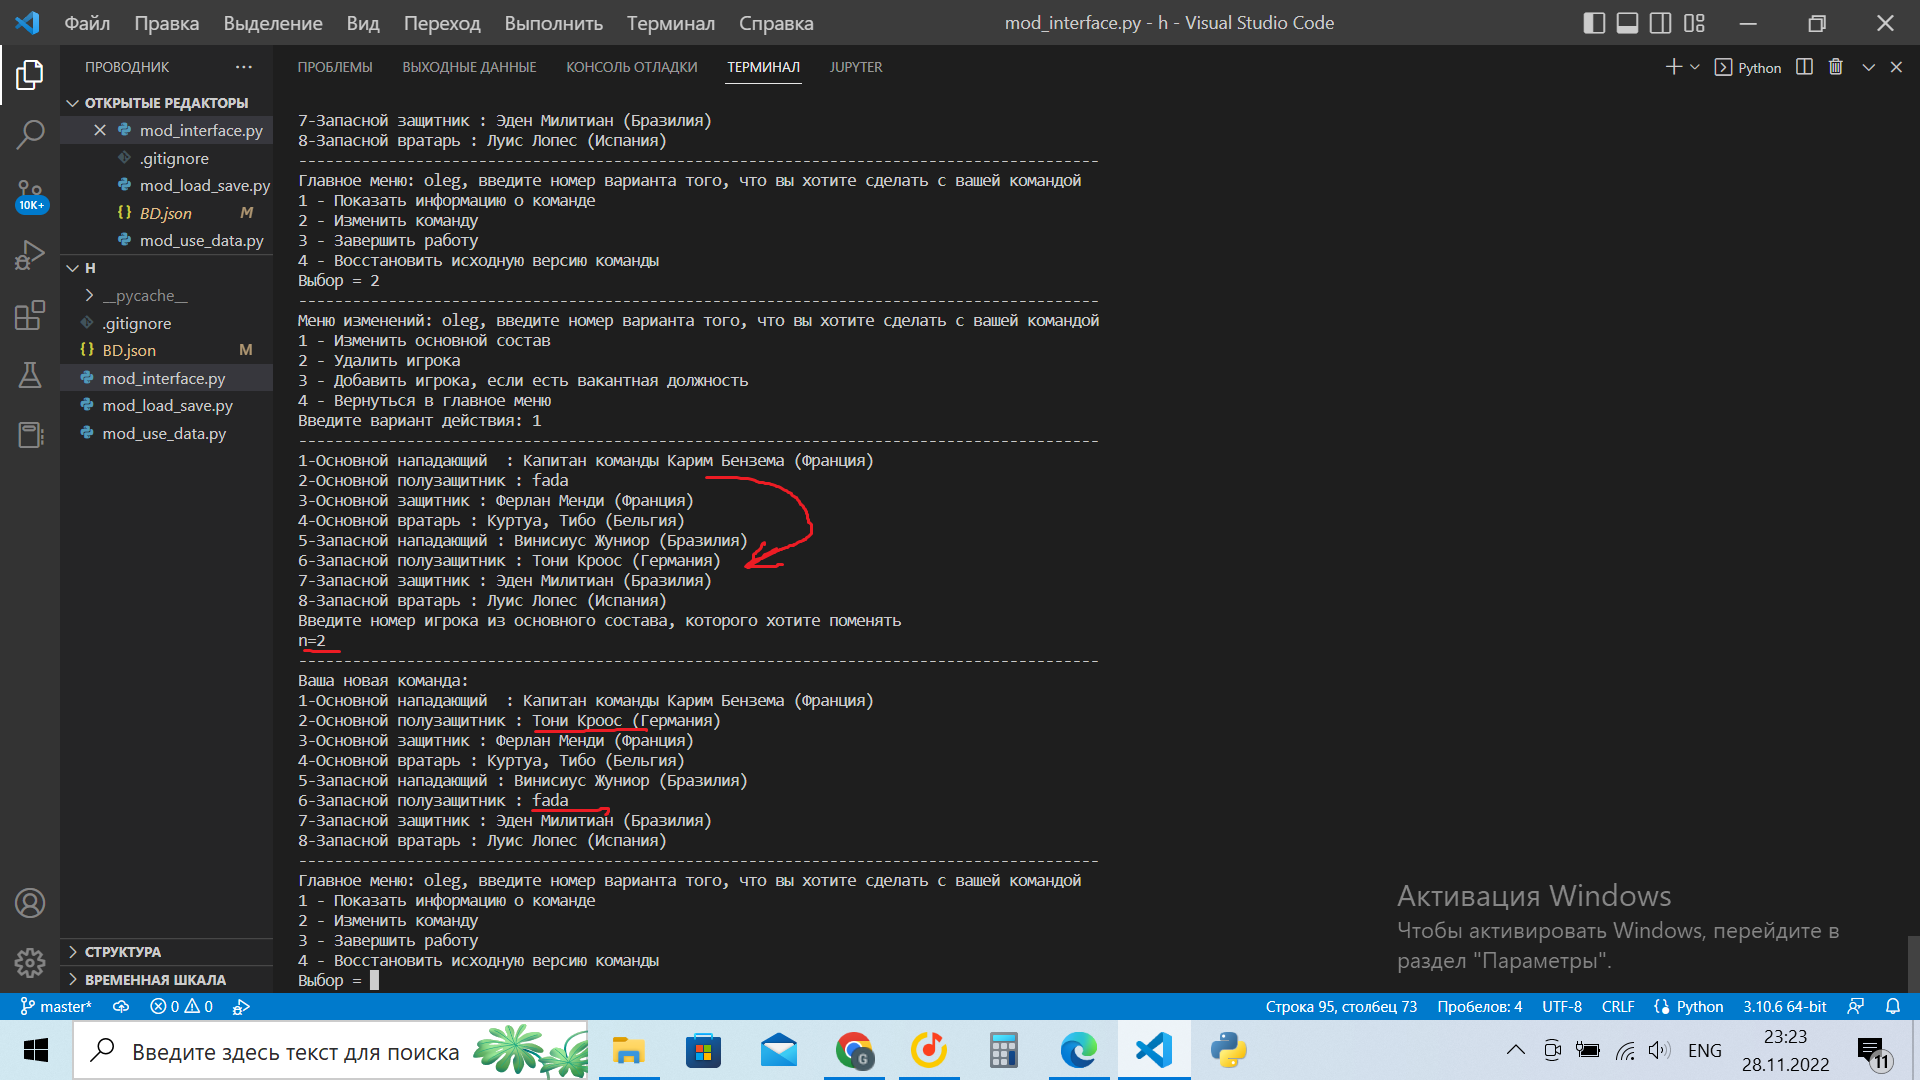 Файл Правка Выделение Вид Переход Выполнить Терминал Справка mod_interface.py - h - Visual Studio Code
ПРОВОДНИК
ОТКРЫТЫЕ РЕДАКТОРЫ
mod_interface.py
.gitignore
mod_load_save.py
BD.json M
mod_use_data.py
H
__pycache__
.gitignore
BD.json M
mod_interface.py
mod_load_save.py
mod_use_data.py
СТРУКТУРА
ВРЕМЕННАЯ ШКАЛА
10K+
ПРОБЛЕМЫ ВЫХОДНЫЕ ДАННЫЕ КОНСОЛЬ ОТЛАДКИ ТЕРМИНАЛ JUPYTER
Python
7-Запасной защитник : Эден Милитиан (Бразилия)
8-Запасной вратарь : Луис Лопес (Испания)
-----------------------------------------------------------------------------------------
Главное меню: oleg, введите номер варианта того, что вы хотите сделать с вашей командой
1 - Показать информацию о команде
2 - Изменить команду
3 - Завершить работу
4 - Восстановить исходную версию команды
Выбор = 2
-----------------------------------------------------------------------------------------
Меню изменений: oleg, введите номер варианта того, что вы хотите сделать с вашей командой
1 - Изменить основной состав
2 - Удалить игрока
3 - Добавить игрока, если есть вакантная должность
4 - Вернуться в главное меню
Введите вариант действия: 1
-----------------------------------------------------------------------------------------
1-Основной нападающий  : Капитан команды Карим Бензема (Франция)
2-Основной полузащитник : fada
3-Основной защитник : Ферлан Менди (Франция)
4-Основной вратарь : Куртуа, Тибо (Бельгия)
5-Запасной нападающий : Винисиус Жуниор (Бразилия)
6-Запасной полузащитник : Тони Кроос (Германия)
7-Запасной защитник : Эден Милитиан (Бразилия)
8-Запасной вратарь : Луис Лопес (Испания)
Введите номер игрока из основного состава, которого хотите поменять
n=2
-----------------------------------------------------------------------------------------
Ваша новая команда:
1-Основной нападающий  : Капитан команды Карим Бензема (Франция)
2-Основной полузащитник : Тони Кроос (Германия)
3-Основной защитник : Ферлан Менди (Франция)
4-Основной вратарь : Куртуа, Тибо (Бельгия)
5-Запасной нападающий : Винисиус Жуниор (Бразилия)
6-Запасной полузащитник : fada
7-Запасной защитник : Эден Милитиан (Бразилия)
8-Запасной вратарь : Луис Лопес (Испания)
-----------------------------------------------------------------------------------------
Главное меню: oleg, введите номер варианта того, что вы хотите сделать с вашей командой
1 - Показать информацию о команде
2 - Изменить команду
3 - Завершить работу
4 - Восстановить исходную версию команды
Выбор =
Активация Windows
Чтобы активировать Windows, перейдите в
раздел "Параметры".
master* 0 0 Строка 95, столбец 73 Пробелов: 4 UTF-8 CRLF Python 3.10.6 64-bit
Введите здесь текст для поиска
G
ENG
23:23
28.11.2022
11